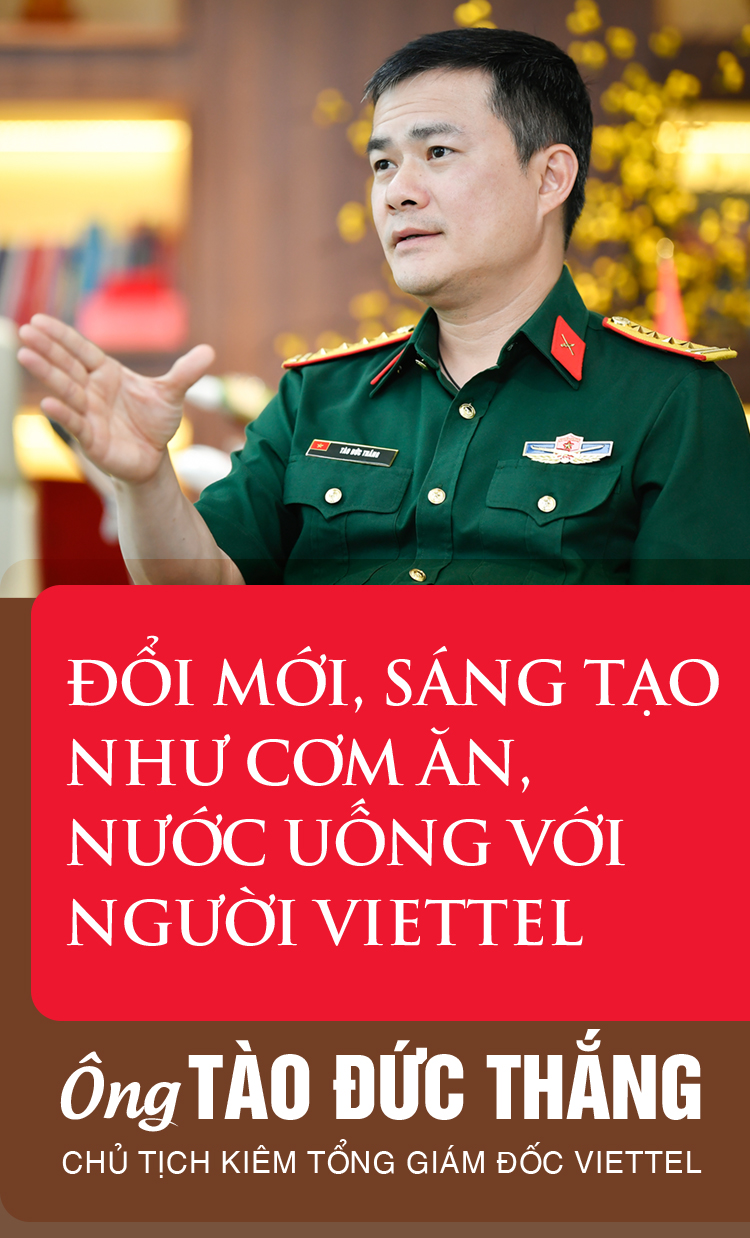 TÀO ĐỨC THẮNG
ĐỔI MỚI, SÁNG TẠO
NHƯ CƠM ĂN,
NƯỚC UỐNG VỚI
NGƯỜI VIETTEL
Ông TÀO ĐỨC THẮNG
CHỦ TỊCH KIÊM TỔNG GIÁM ĐỐC VIETTEL